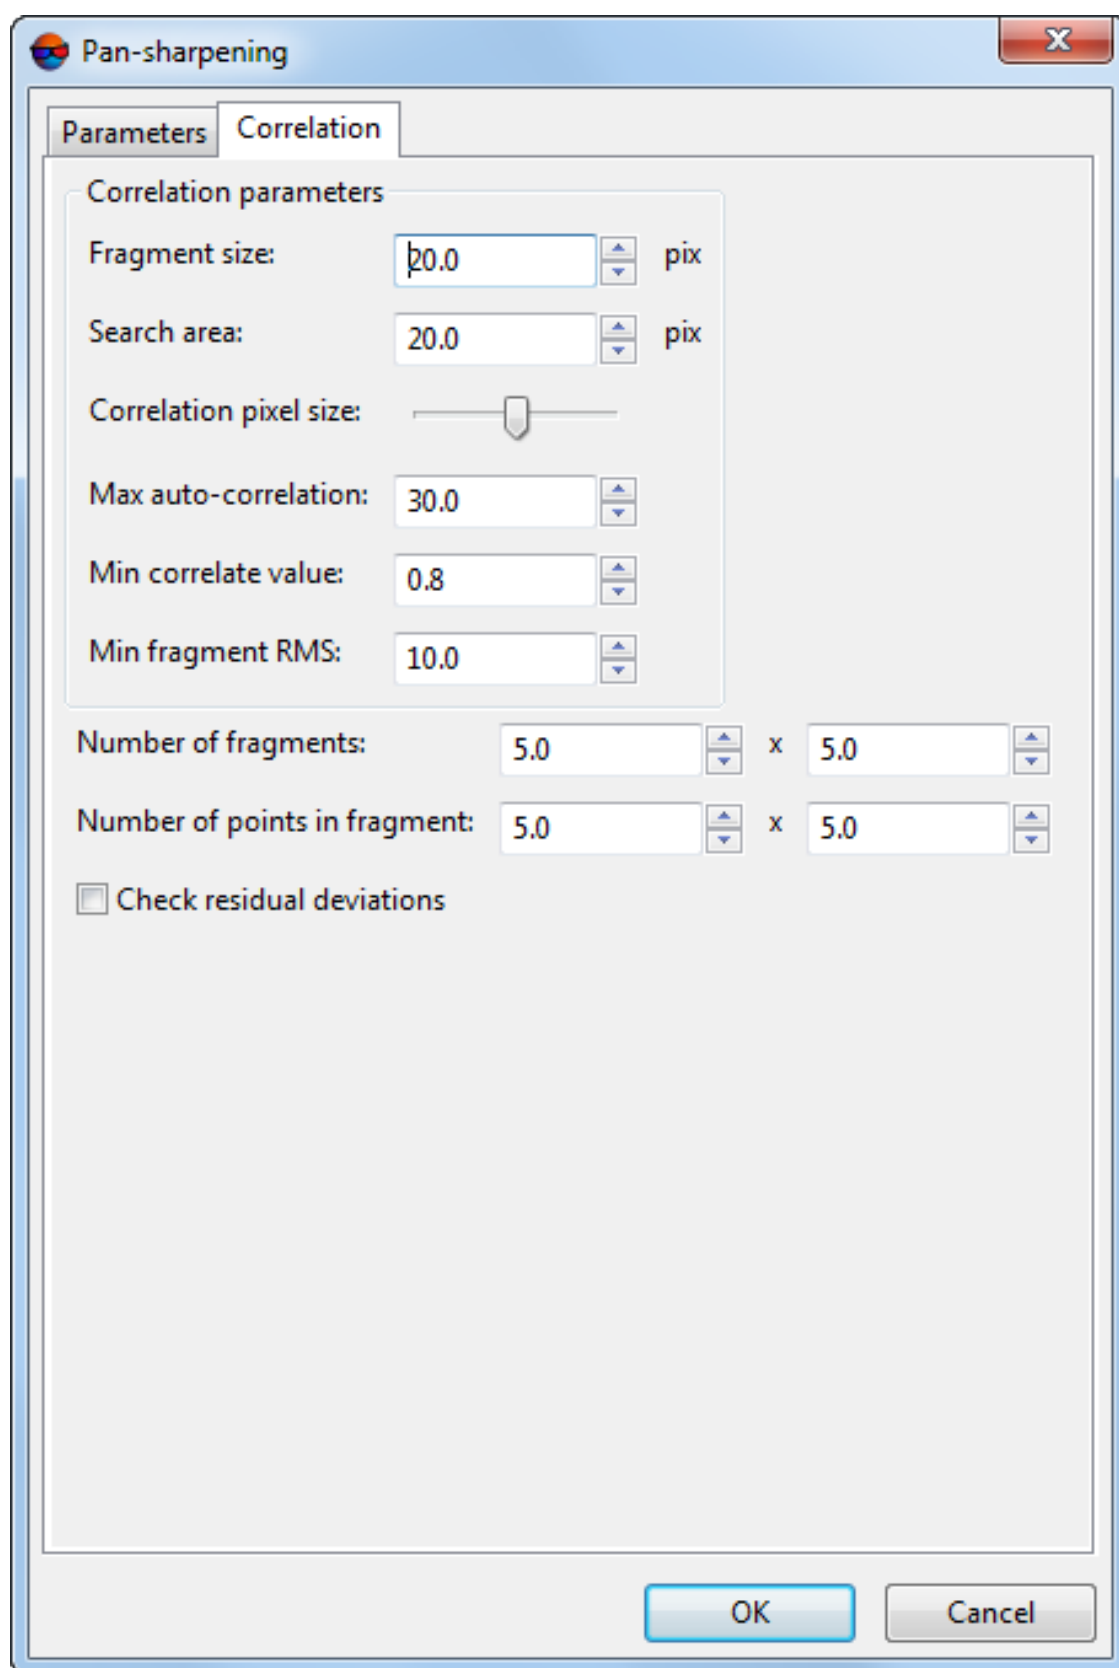 Pan-sharpening
Parameters Correlation
Correlation parameters
Fragment size: 20.0 pix
Search area: 20.0 pix
Correlation pixel size:
Max auto-correlation: 30.0
Min correlate value: 0.8
Min fragment RMS: 10.0
Number of fragments: 5.0 x 5.0
Number of points in fragment: 5.0 x 5.0
Check residual deviations
OK Cancel